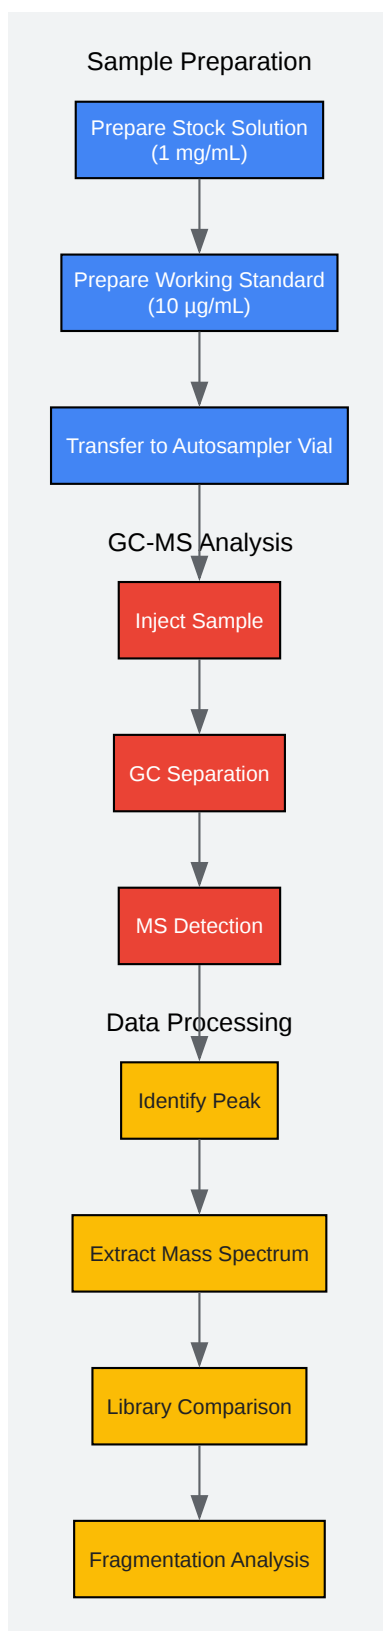 Sample Preparation
Prepare Stock Solution
(1 mg/mL)
Prepare Working Standard
(10 µg/mL)
Transfer to Autosampler Vial
GC-MS Analysis
Inject Sample
GC Separation
MS Detection
Data Processing
Identify Peak
Extract Mass Spectrum
Library Comparison
Fragmentation Analysis